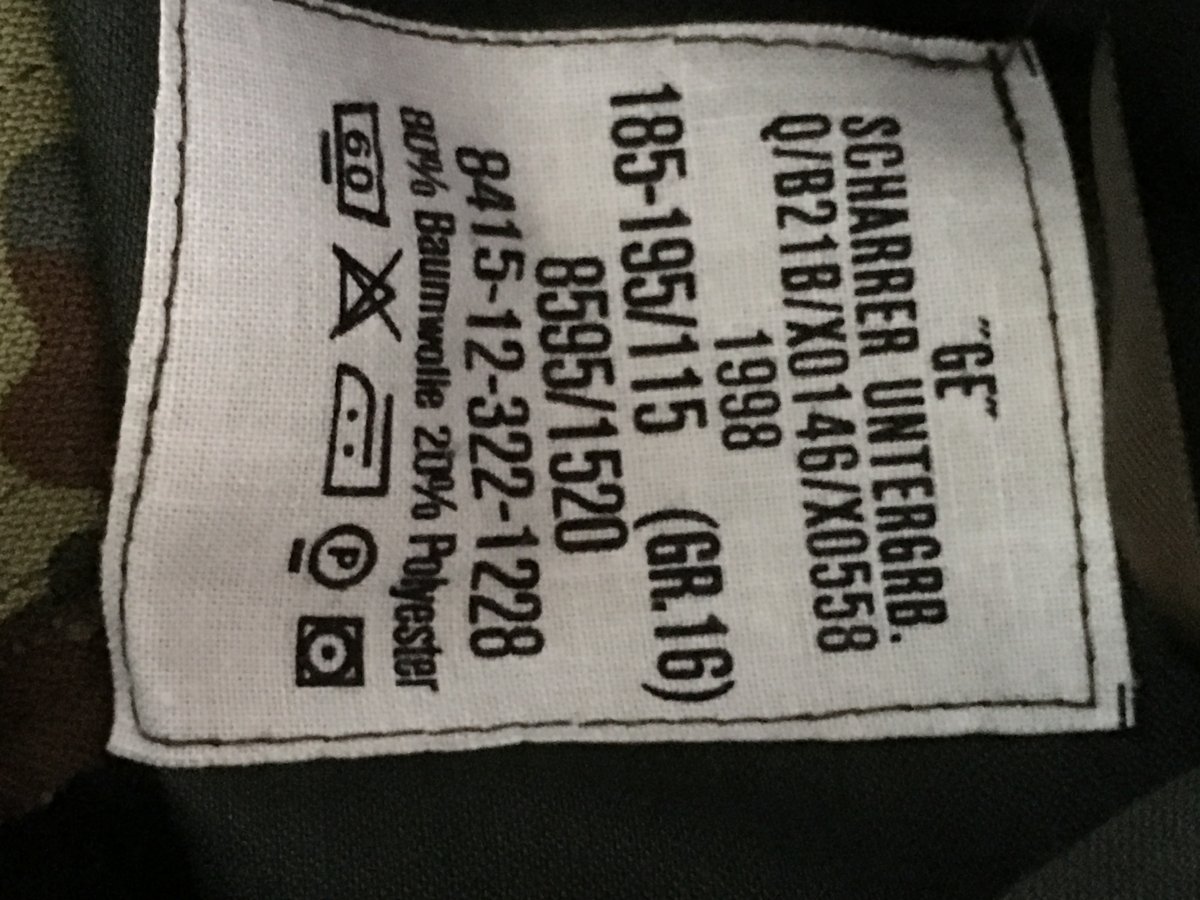 "GE"
SCHARRER UNTERGRB.
Q/B21B/X0146/X0558
1998
185-195/115 (GR.16)
8595/1520
8415-12-322-1228
80% Baumwolle 20% Polyester
60 P